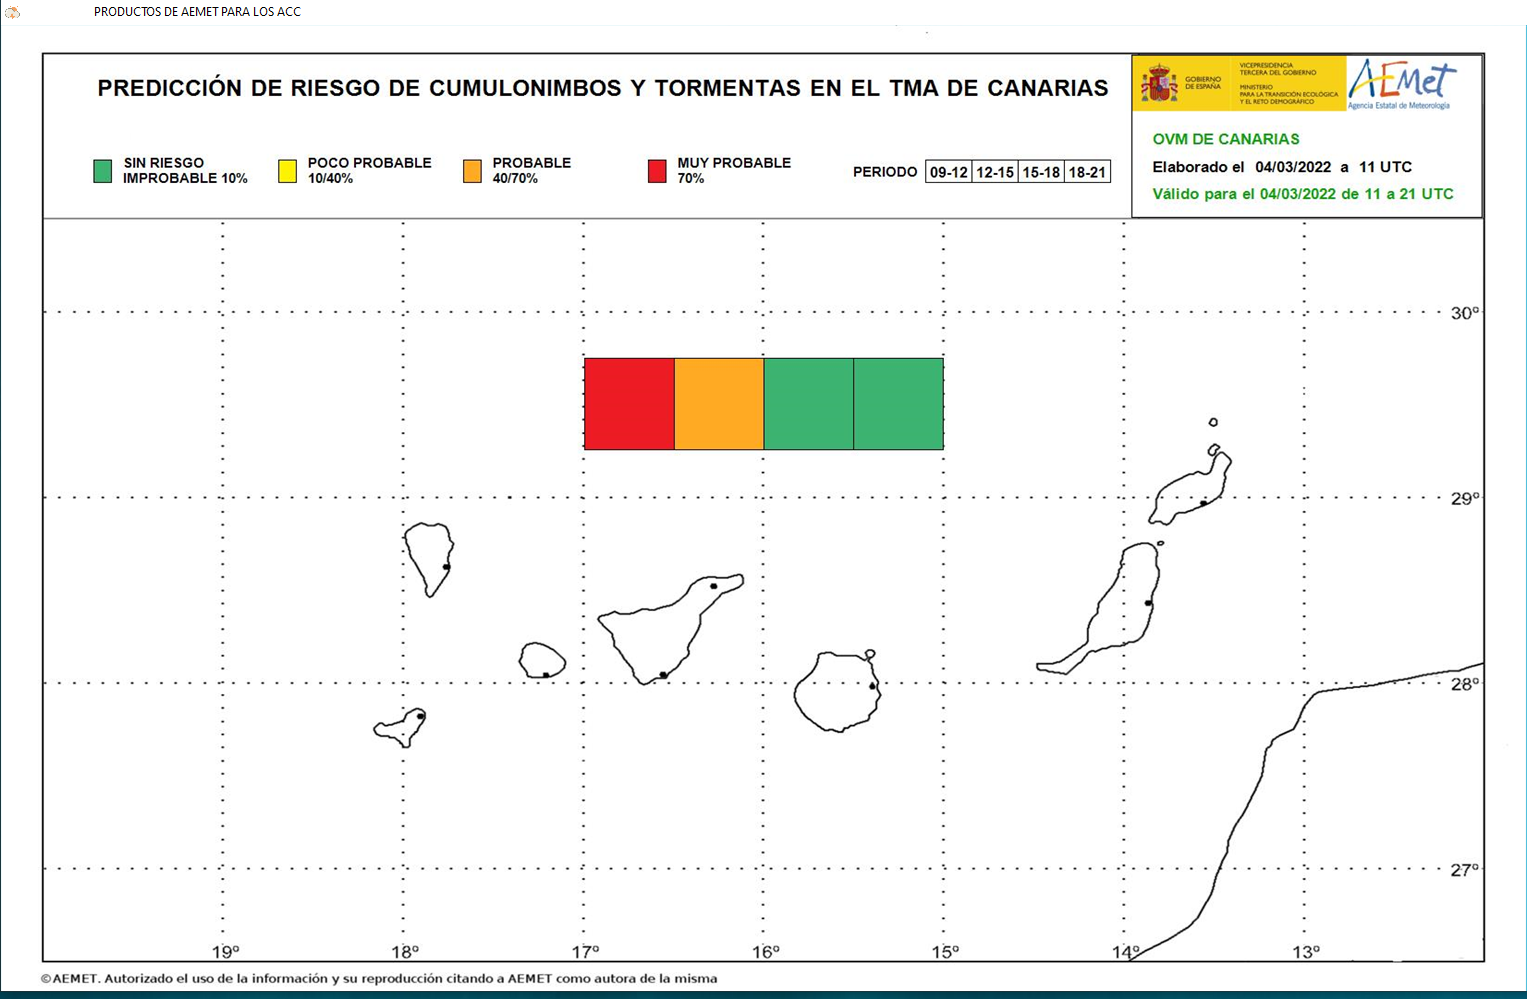 PRODUCTOS DE AEMET PARA LOS ACC
PREDICCIÓN DE RIESGO DE CUMULONIMBOS Y TORMENTAS EN EL TMA DE CANARIAS
SIN RIESGO
IMPROBABLE 10%
POCO PROBABLE
10/40%
PROBABLE
40/70%
MUY PROBABLE
70%
PERIODO 09-12 12-15 15-18 18-21
GOBIERNO
DE ESPAÑA
VICEPRESIDENCIA
TERCERA DEL GOBIERNO
MINISTERIO
PARA LA TRANSICIÓN ECOLÓGICA
Y EL RETO DEMOGRÁFICO
AEMet
Agencia Estatal de Meteorología
OVM DE CANARIAS
Elaborado el 04/03/2022 a 11 UTC
Válido para el 04/03/2022 de 11 a 21 UTC
30º
29º
28º
27º
19º 18º 17º 16º 15º 14º 13º
©AEMET. Autorizado el uso de la información y su reproducción citando a AEMET como autora de la misma